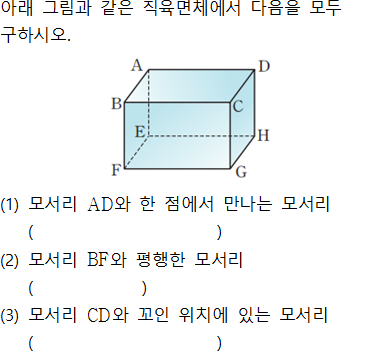 아래 그림과 같은 직육면체에서 다음을 모두
구하시오.
A D
B C
E H
F G
(1) 모서리 AD와 한 점에서 만나는 모서리
( )
(2) 모서리 BF와 평행한 모서리
( )
(3) 모서리 CD와 꼬인 위치에 있는 모서리
( )